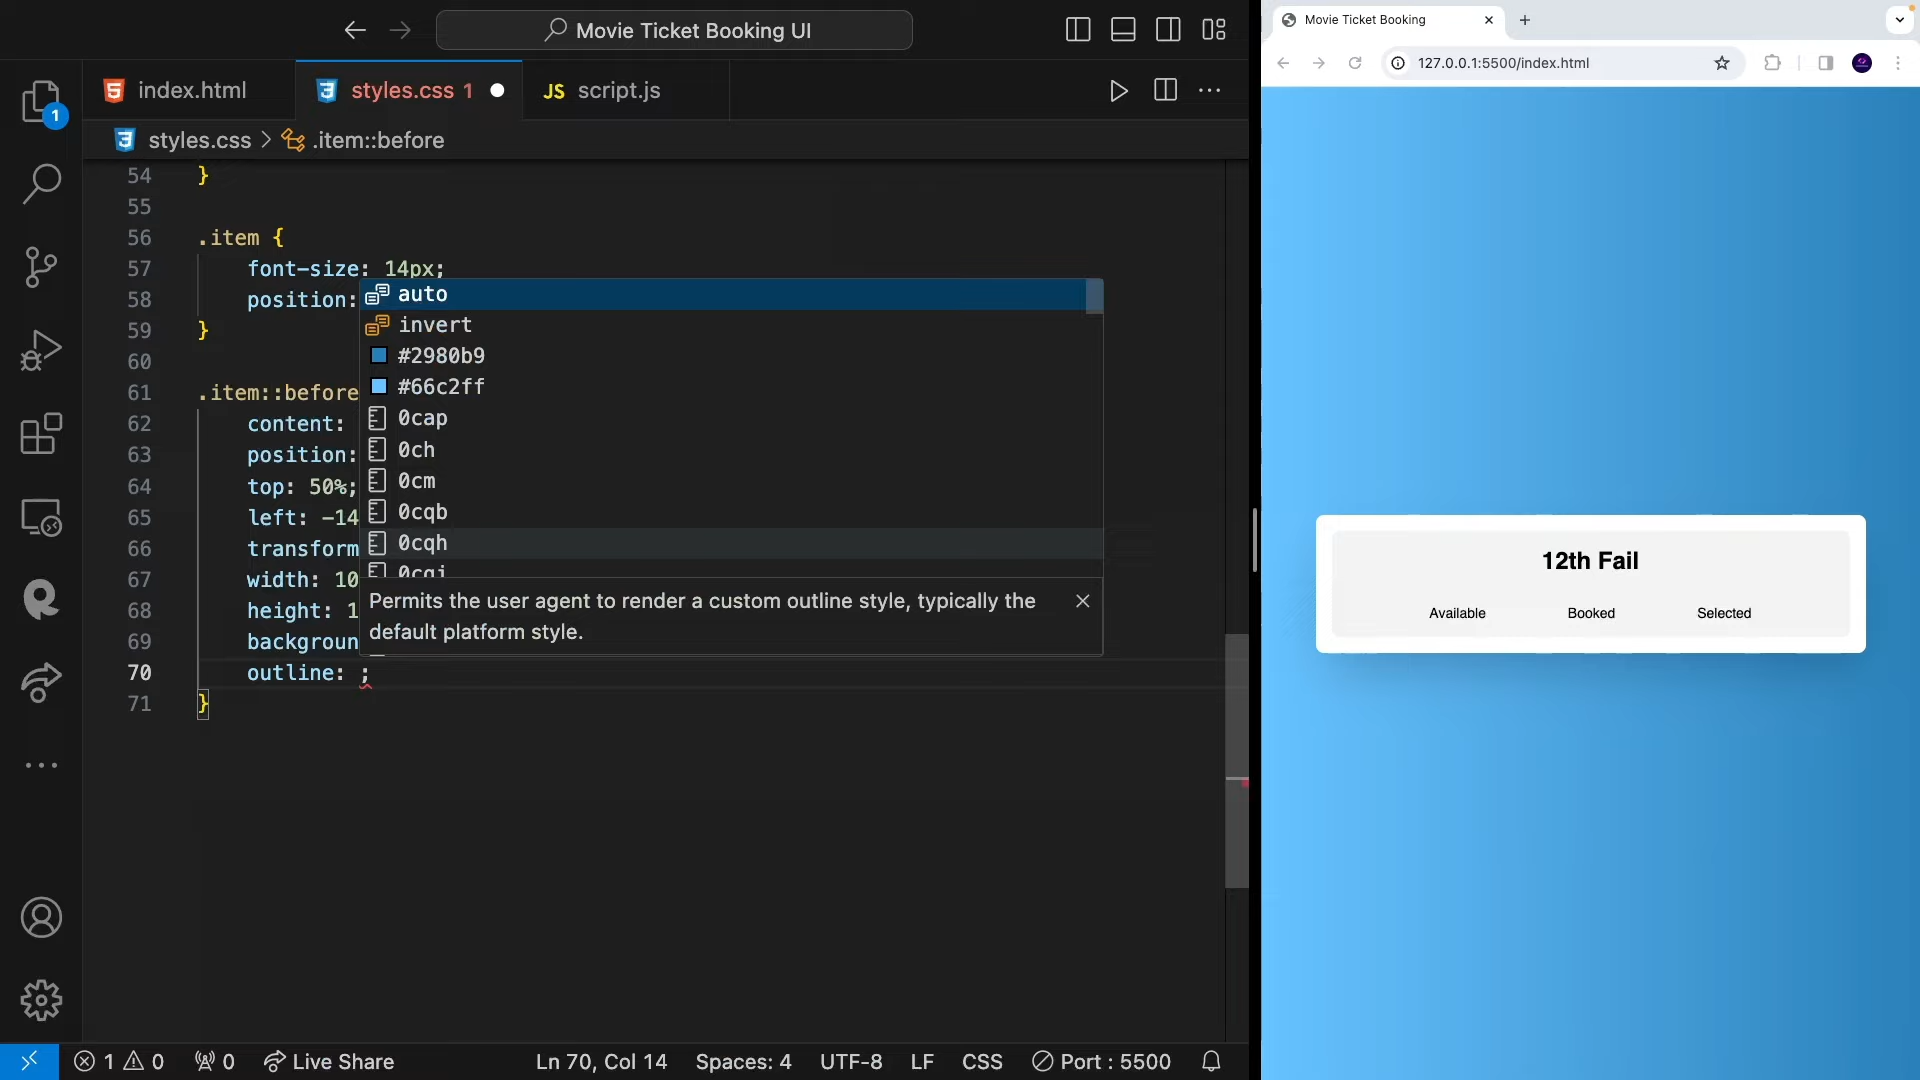 Movie Ticket Booking UI
index.html
styles.css 1
JS script.js
1
styles.css > .item::before
54 }
55
56 .item {
57 font-size: 14px;
58 position:
59 }
60
61 .item::before
62 content:
63 position:
64 top: 50%;
65 left: -14
66 transform
67 width: 10
68 height: 1
69 backgroun
70 outline: ;
71 }
auto
invert
#2980b9
#66c2ff
0cap
0ch
0cm
0cqb
0cqh
0cqi
Permits the user agent to render a custom outline style, typically the
default platform style.
1 0 0 Live Share Ln 70, Col 14 Spaces: 4 UTF-8 LF CSS Port : 5500
Movie Ticket Booking
127.0.0.1:5500/index.html
12th Fail
Available Booked Selected